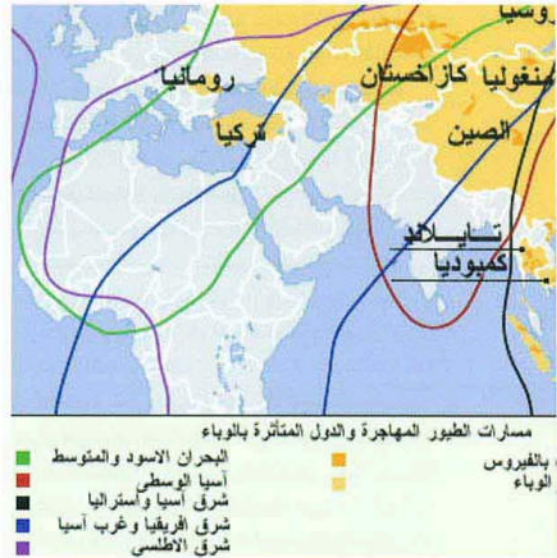 روسيا
رومانيا
كازاخستان
منغوليا
تركيا
الصين
تـــايـــلاند
كمبوديا
مسارات الطيور المهاجرة والدول المتأثرة بالوباء
البحران الاسود والمتوسط
بالفيروس
آسيا الوسطى
الوباء
شرق آسيا وأستراليا
شرق افريقيا وغرب آسيا
شرق الاطلسي